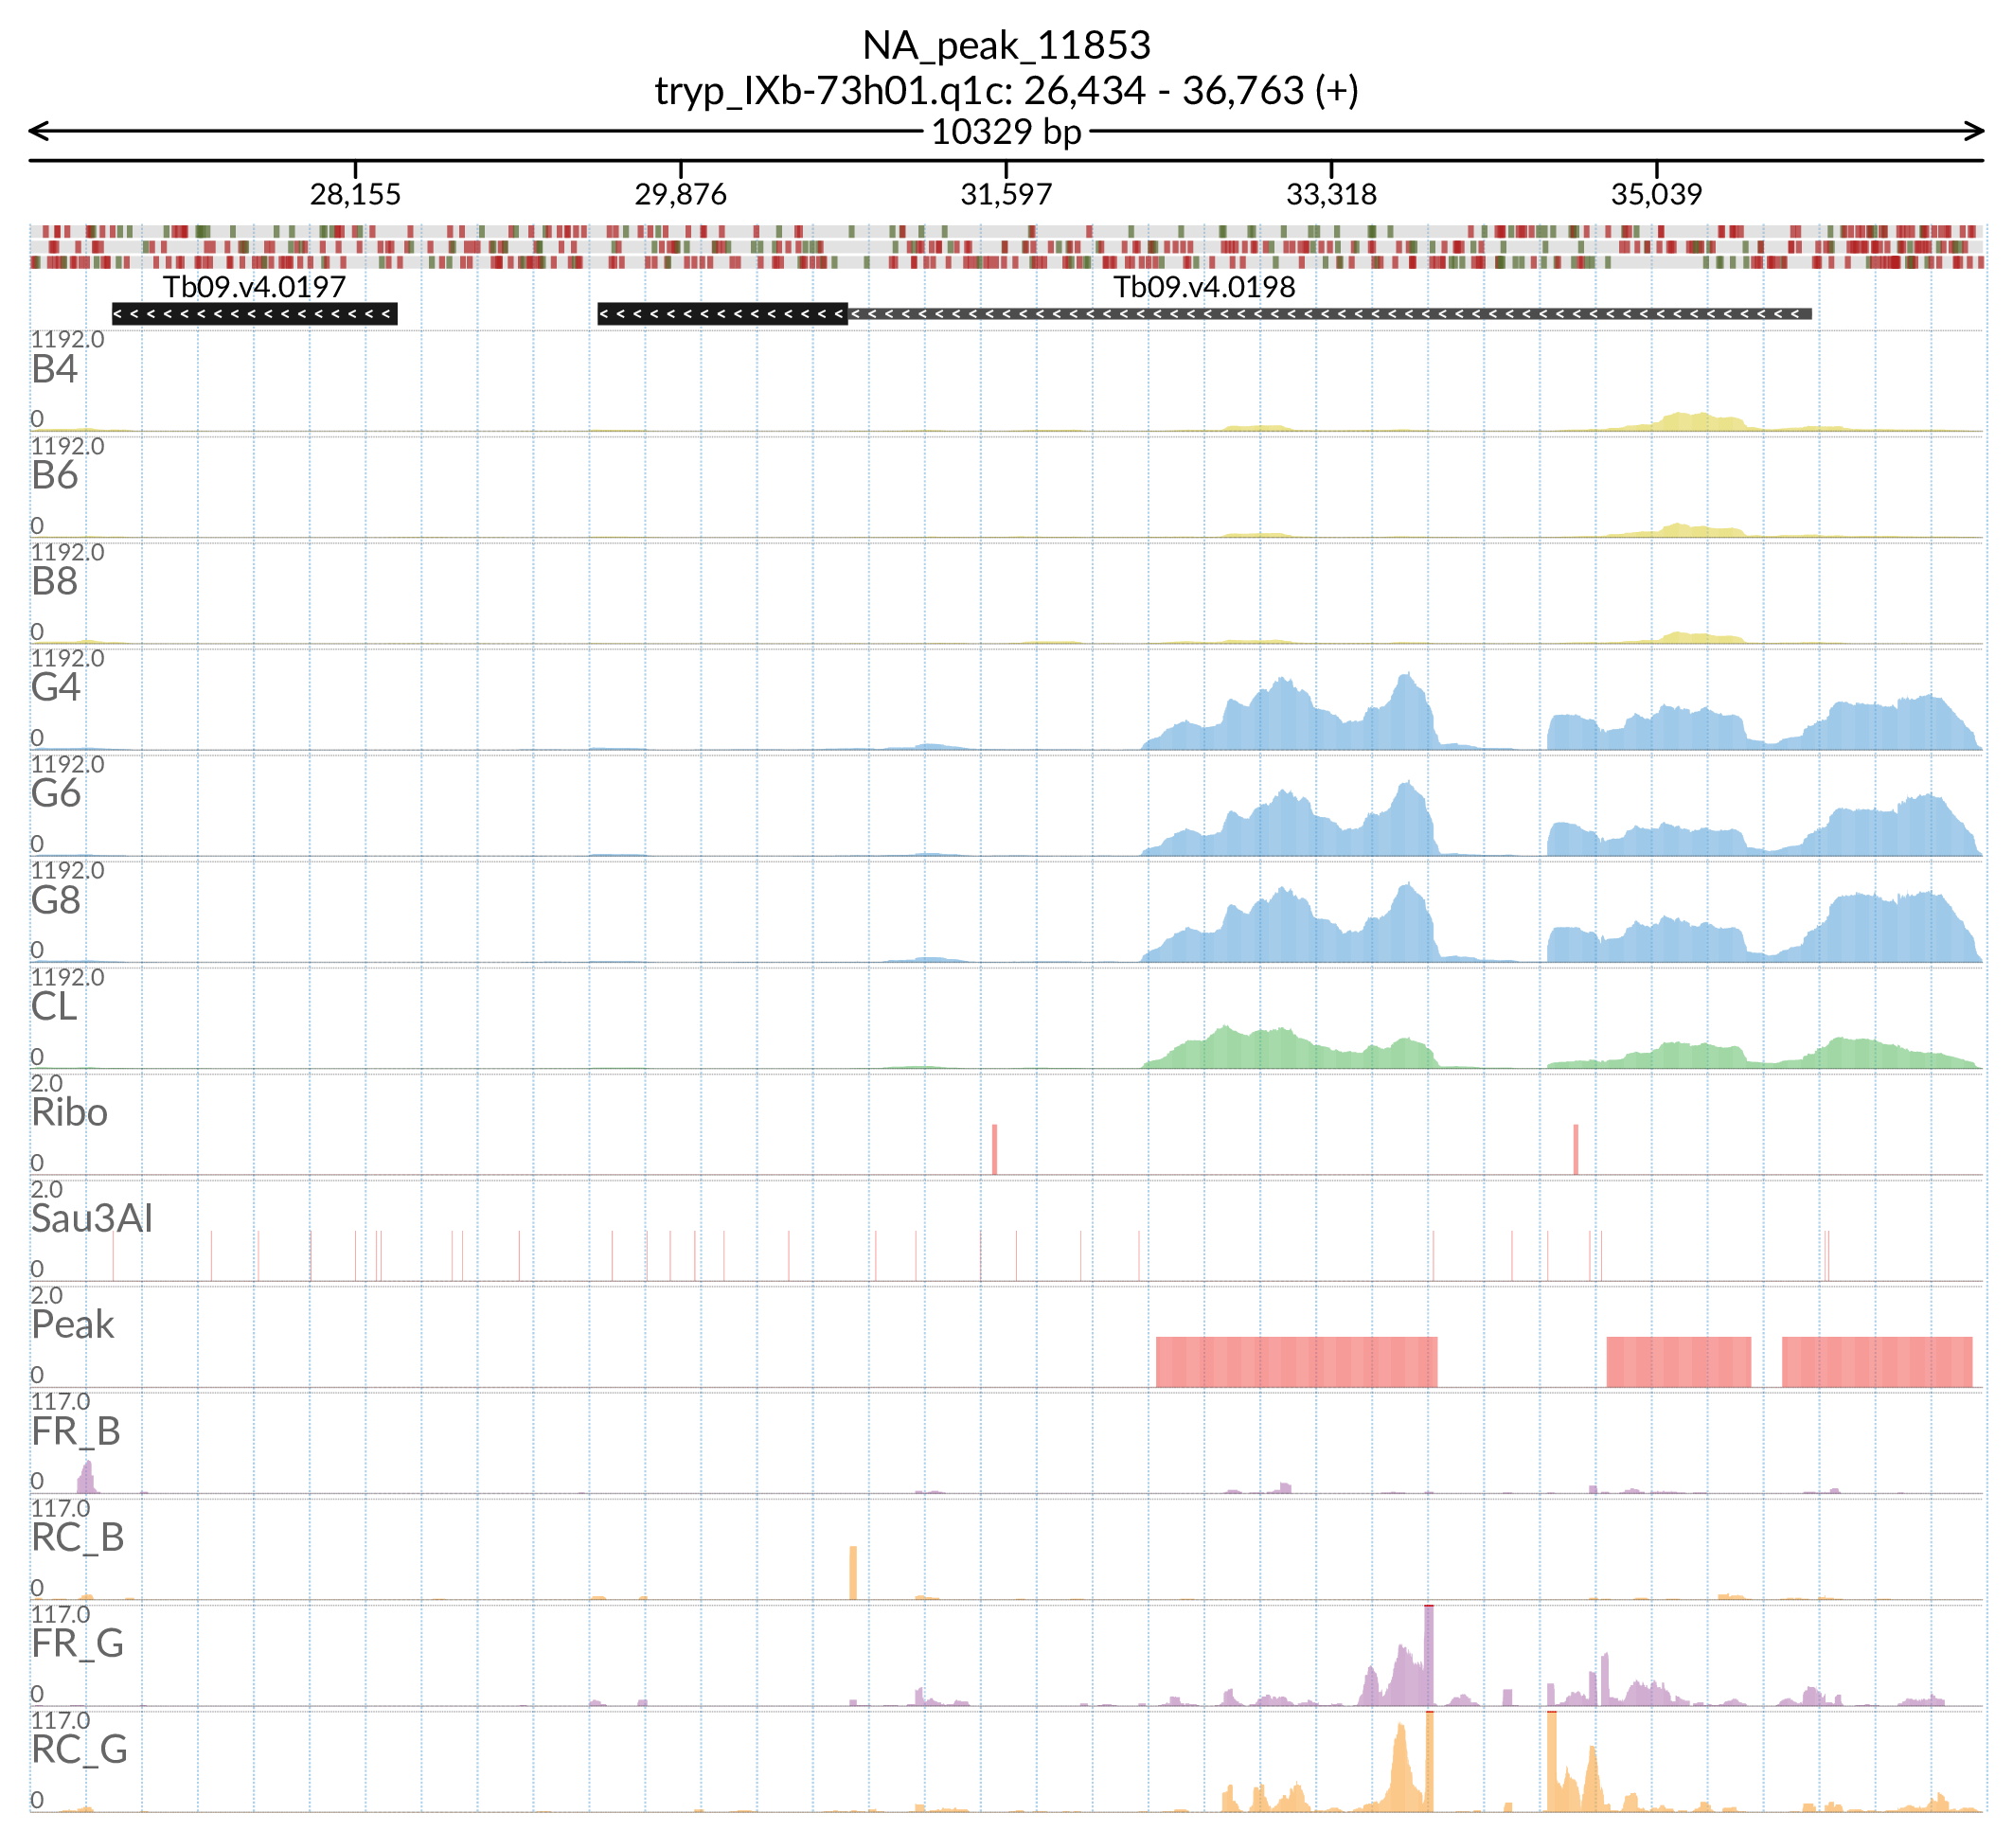 NA_peak_11853
tryp_IXb-73h01.q1c: 26,434 - 36,763 (+)
10329 bp
28,155 29,876 31,597 33,318 35,039
Tb09.v4.0197 Tb09.v4.0198
1192.0
B4
0
1192.0
B6
0
1192.0
B8
0
1192.0
G4
0
1192.0
G6
0
1192.0
G8
0
1192.0
CL
0
2.0
Ribo
0
2.0
Sau3AI
0
2.0
Peak
0
117.0
FR_B
0
117.0
RC_B
0
117.0
FR_G
0
117.0
RC_G
0